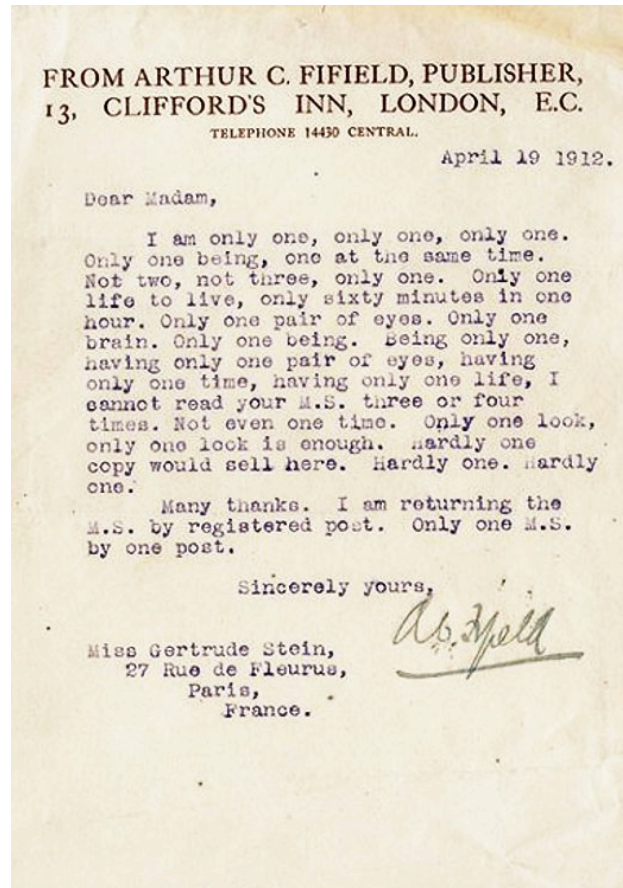 FROM ARTHUR C. FIFIELD, PUBLISHER,
13, CLIFFORD'S INN, LONDON, E.C.
TELEPHONE 14430 CENTRAL.
April 19 1912.
Dear Madam,
I am only one, only one, only one.
Only one being, one at the same time.
Not two, not three, only one. Only one
life to live, only sixty minutes in one
hour. Only one pair of eyes. Only one
brain. Only one being. Being only one,
having only one pair of eyes, having
only one time, having only one life, I
cannot read your M.S. three or four
times. Not even one time. Only one look,
only one look is enough. Hardly one
copy would sell here. Hardly one. Hardly
one.
Many thanks. I am returning the
M.S. by registered post. Only one M.S.
by one post.
Sincerely yours,
A.C. Fifield
Miss Gertrude Stein,
27 Rue de Fleurus,
Paris,
France.